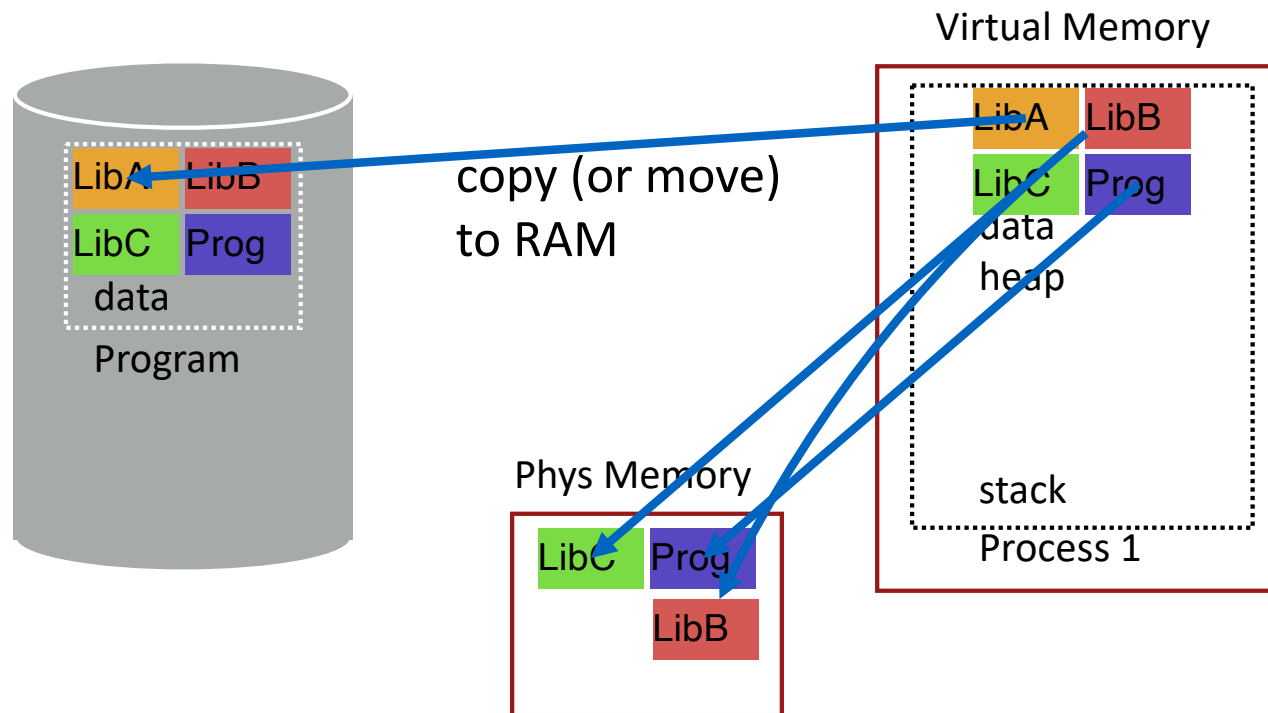 Virtual Memory
LibA LibB
LibC Prog
data
Program
copy (or move)
to RAM
LibA LibB
LibC Prog
data
heap
stack
Process 1
Phys Memory
LibC Prog
LibB